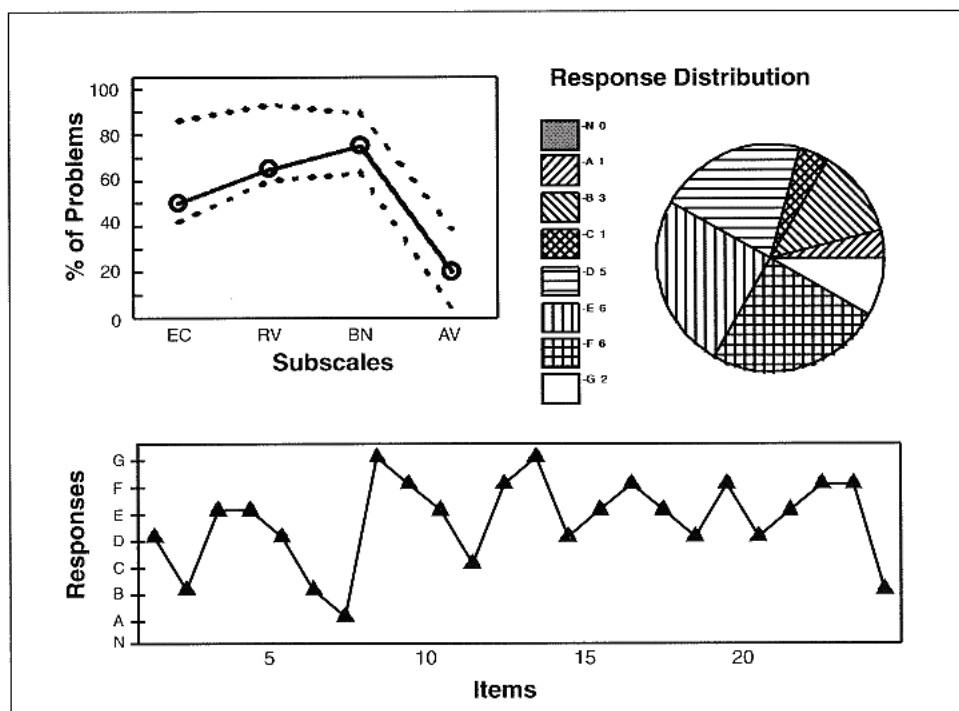 100
80
60
40
20
0
% of Problems
EC RV BN AV
Subscales
Response Distribution
-N 0
-A 1
-B 3
-C 1
-D 5
-E 6
-F 6
-G 2
G
F
E
D
C
B
A
N
Responses
5 10 15 20
Items